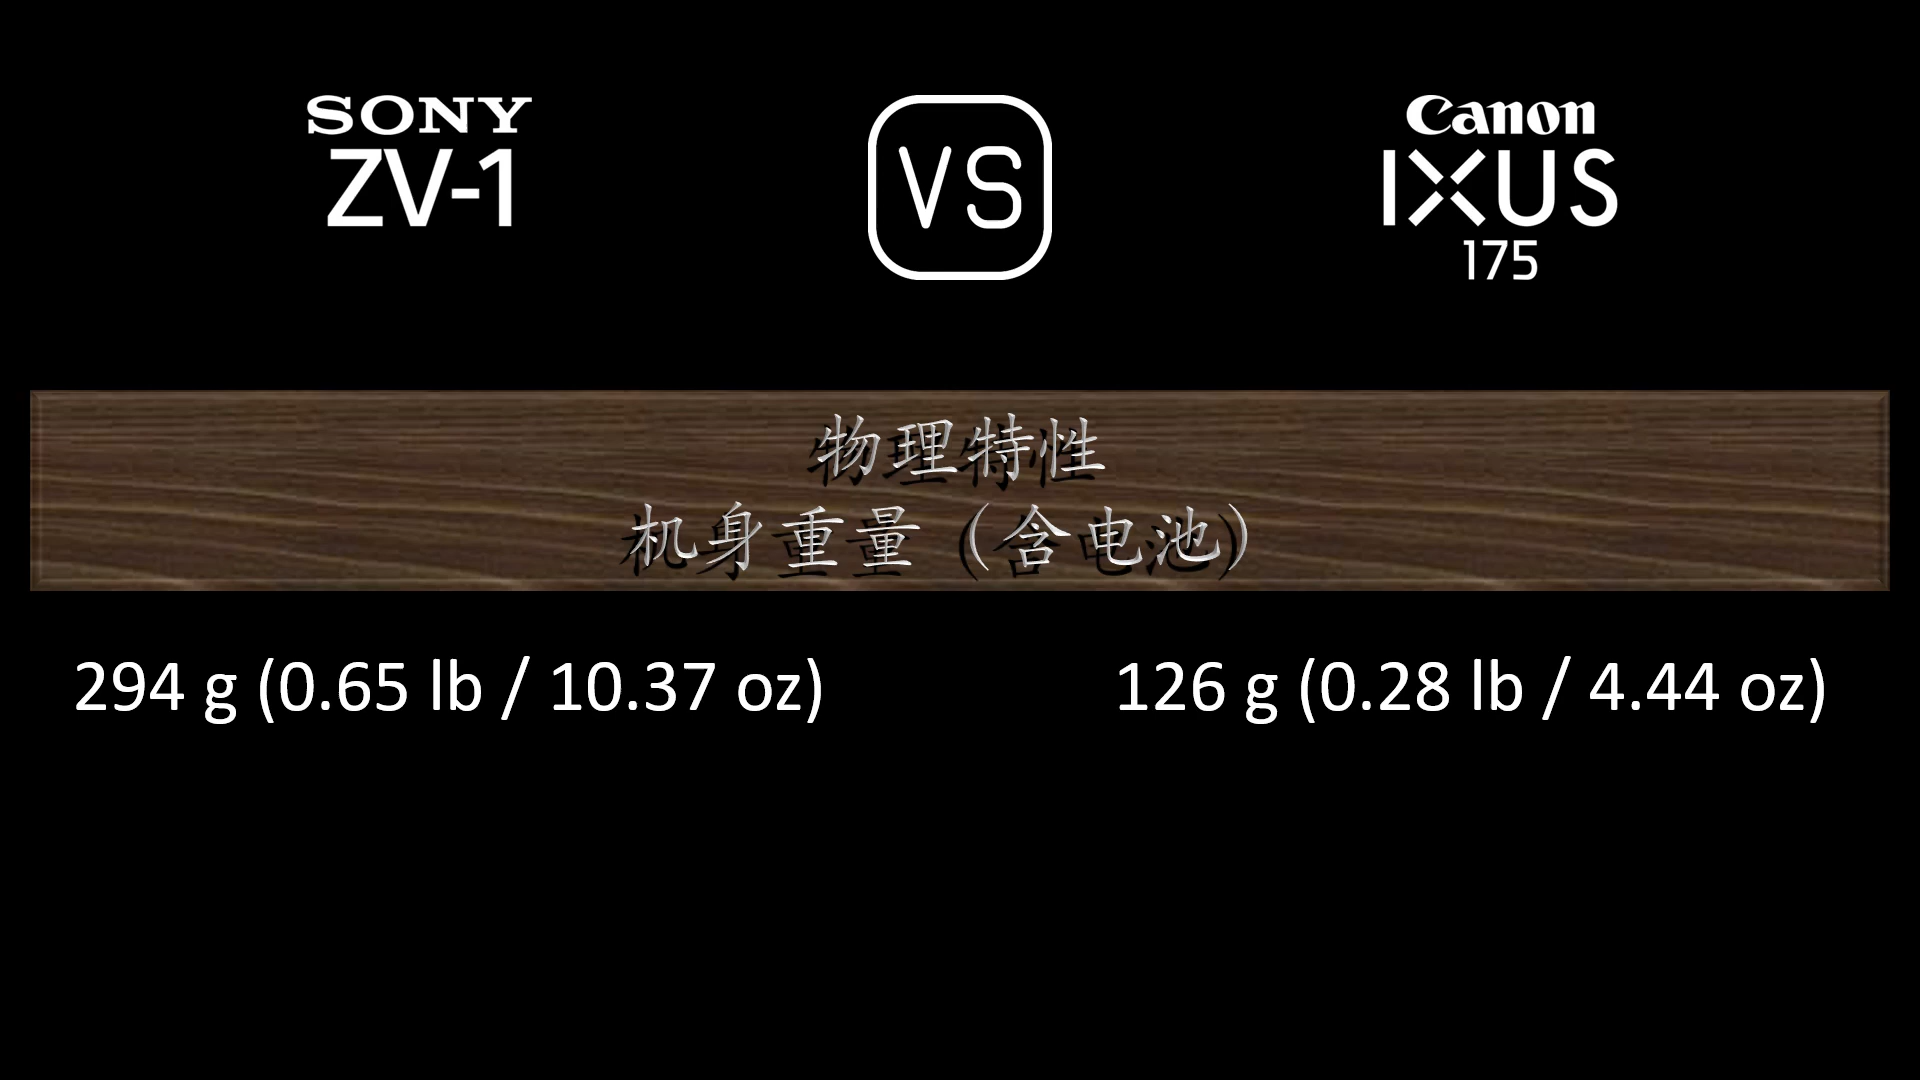 SONY
ZV-1
VS
Canon
IXUS
175
物理特性
机身重量（含电池）
294 g (0.65 lb / 10.37 oz)
126 g (0.28 lb / 4.44 oz)